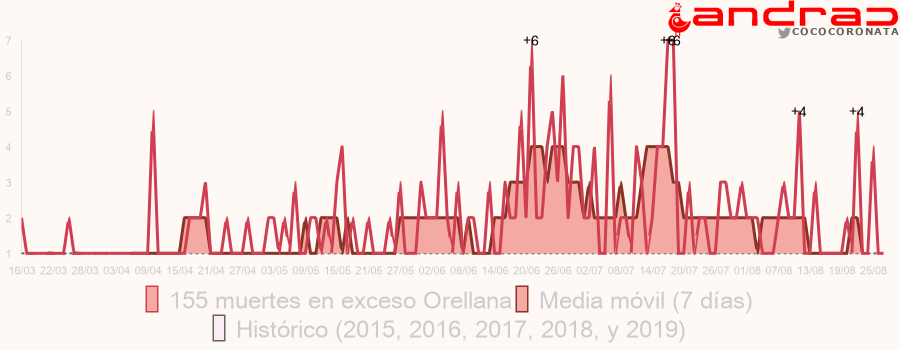 andrac
COCOCORONATA
+6 +6 +6
7
6
5 +4 +4
4
3
2
1
16/03 22/03 28/03 03/04 09/04 15/04 21/04 27/04 03/05 09/05 15/05 21/05 27/05 02/06 08/06 14/06 20/06 26/06 02/07 08/07 14/07 20/07 26/07 01/08 07/08 13/08 19/08 25/08
155 muertes en exceso Orellana Media móvil (7 días)
Histórico (2015, 2016, 2017, 2018, y 2019)